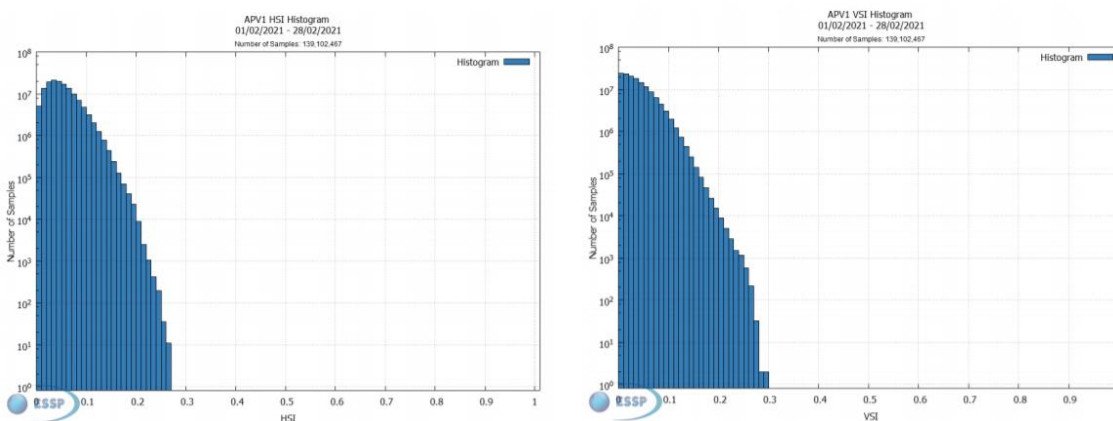 APV1 HSI Histogram
01/02/2021 - 28/02/2021
Number of Samples: 139,102,467
Histogram
10^8
10^7
10^6
10^5
10^4
10^3
10^2
10^1
10^0
Number of Samples
0 0.1 0.2 0.3 0.4 0.5 0.6 0.7 0.8 0.9 1
HSI
ESSP
APV1 VSI Histogram
01/02/2021 - 28/02/2021
Number of Samples: 139,102,467
Histogram
10^8
10^7
10^6
10^5
10^4
10^3
10^2
10^1
10^0
Number of Samples
0 0.1 0.2 0.3 0.4 0.5 0.6 0.7 0.8 0.9
VSI
ESSP